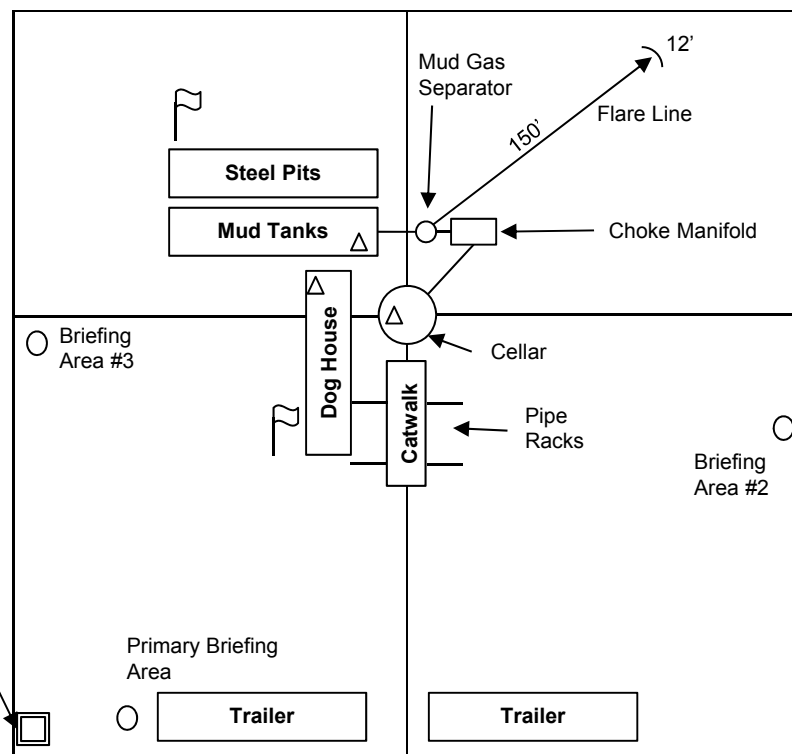 Mud Gas
Separator
12’
150’
Flare Line
Steel Pits
Mud Tanks
Choke Manifold
Briefing
Area #3
Dog House
Cellar
Catwalk
Pipe
Racks
Briefing
Area #2
Primary Briefing
Area
Trailer
Trailer